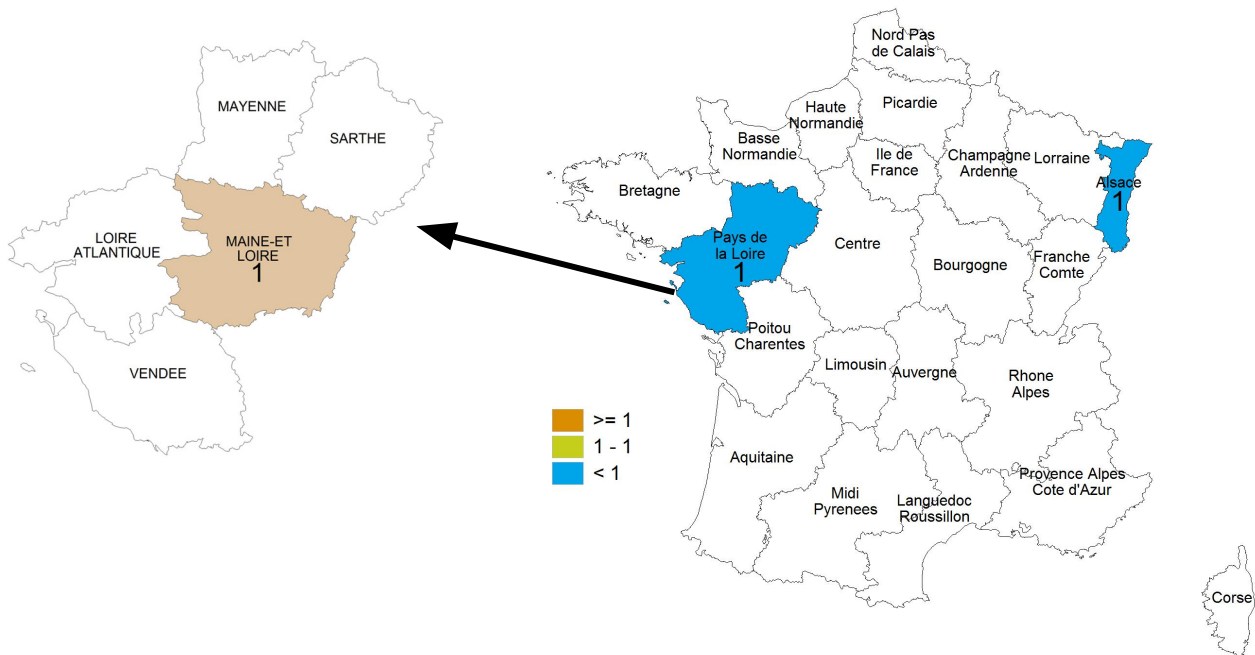 MAYENNE
SARTHE
LOIRE
ATLANTIQUE
MAINE-ET
LOIRE
1
VENDEE
Nord Pas
de Calais
Picardie
Haute
Normandie
Basse
Normandie
Ile de
France
Champagne
Ardenne
Lorraine
Alsace
1
Bretagne
Pays de
la Loire
1
Centre
Bourgogne
Franche
Comte
Poitou
Charentes
Limousin
Auvergne
Rhone
Alpes
>= 1
1 - 1
< 1
Aquitaine
Midi
Pyrenees
Languedoc
Roussillon
Provence Alpes
Cote d'Azur
Corse